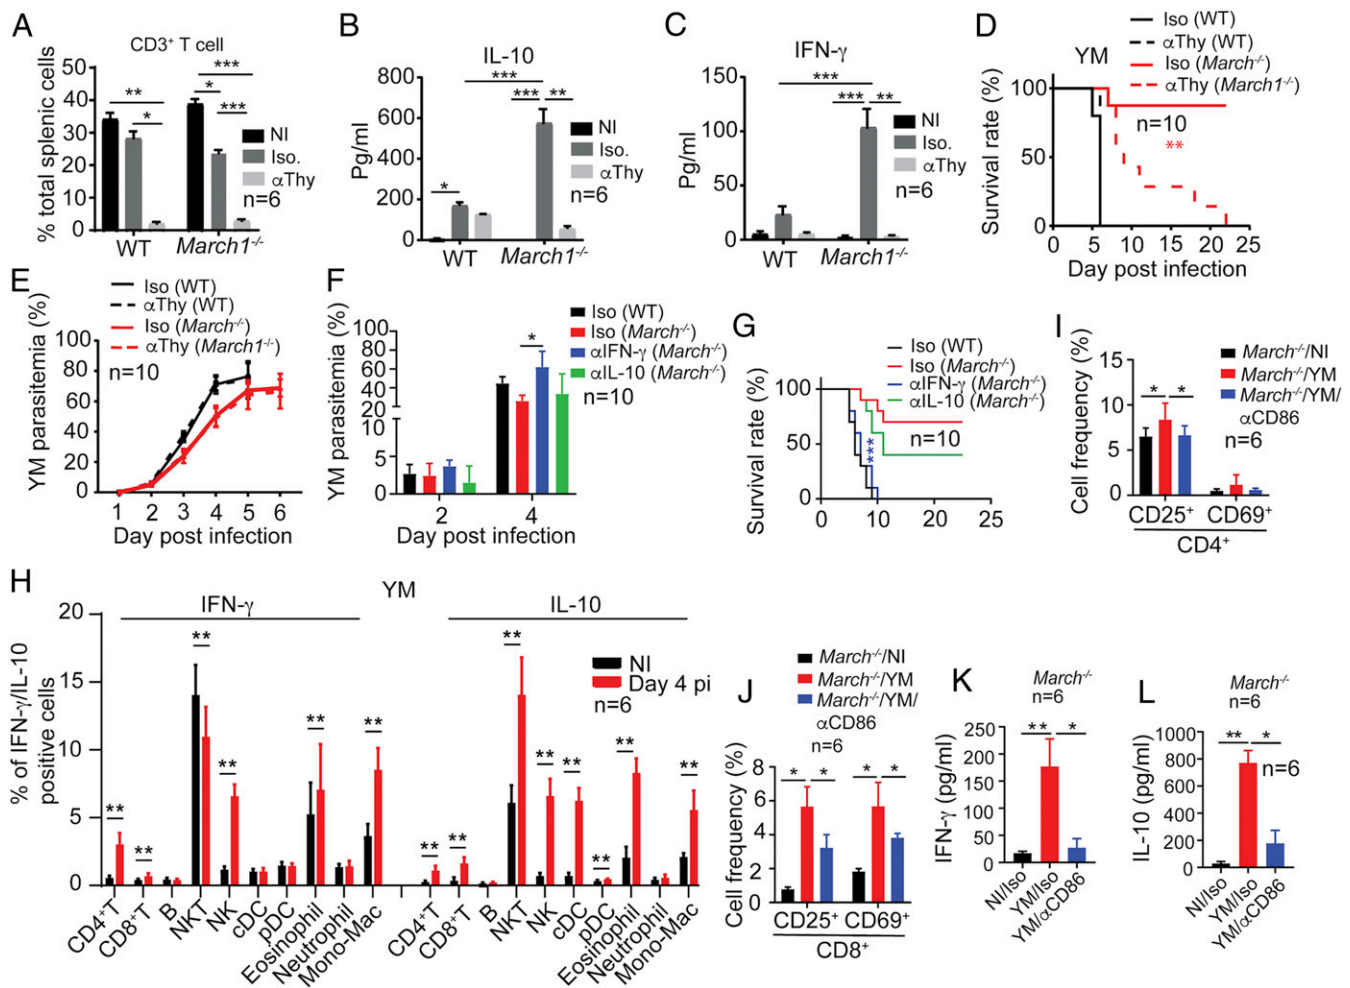 A
CD3+ T cell
% total splenic cells
50
40
30
20
10
0
** 
*
***
*
***
NI
Iso.
αThy
n=6
WT
March1-/-
B
IL-10
Pg/ml
800
600
400
200
0
*
***
***
**
NI
Iso.
αThy
n=6
WT
March1-/-
C
IFN-γ
Pg/ml
150
100
50
0
***
***
**
NI
Iso.
αThy
n=6
WT
March1-/-
D
YM
Iso (WT)
αThy (WT)
Iso (March-/-)
αThy (March1-/-)
Survival rate (%)
100
50
0
n=10
**
0 5 10 15 20 25
Day post infection
E
Iso (WT)
αThy (WT)
Iso (March-/-)
αThy (March1-/-)
n=10
YM parasitemia (%)
100
80
60
40
20
0
1 2 3 4 5 6
Day post infection
F
Iso (WT)
Iso (March-/-)
αIFN-γ (March-/-)
αIL-10 (March-/-)
n=10
YM parasitemia (%)
100
80
60
40
20
5
0
*
2 4
Day post infection
G
Iso (WT)
Iso (March-/-)
αIFN-γ (March-/-)
αIL-10 (March-/-)
Survival rate (%)
100
50
0
n=10
***
0 5 10 15 25
Day post infection
I
Cell frequency (%)
15
10
5
0
* *
March-/-/NI
March-/-/YM
March-/-/YM/
αCD86
n=6
CD25+ CD69+
CD4+
H
YM
IFN-γ IL-10
% of IFN-γ/IL-10
positive cells
20
15
10
5
0
** ** ** ** ** ** **
** ** ** ** ** ** ** **
NI
Day 4 pi
n=6
CD4+T CD8+T B NKT NK cDC pDC Eosinophil Neutrophil Mono-Mac
CD4+T CD8+T B NKT NK cDC pDC Eosinophil Neutrophil Mono-Mac
J
March-/-/NI
March-/-/YM
March-/-/YM/
αCD86
n=6
Cell frequency (%)
8
6
4
2
0
* * * *
CD25+ CD69+
CD8+
K
March-/-
n=6
IFN-γ (pg/ml)
250
200
150
100
50
0
** *
NI/Iso
YM/Iso
YM/αCD86
L
March-/-
n=6
IL-10 (pg/ml)
1000
800
600
400
200
0
** *
n=6
NI/Iso
YM/Iso
YM/αCD86